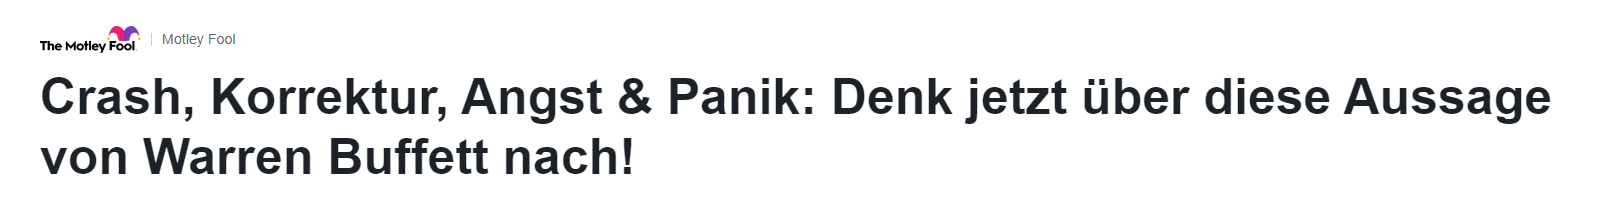 The Motley Fool. Motley Fool
Crash, Korrektur, Angst & Panik: Denk jetzt über diese Aussage
von Warren Buffett nach!